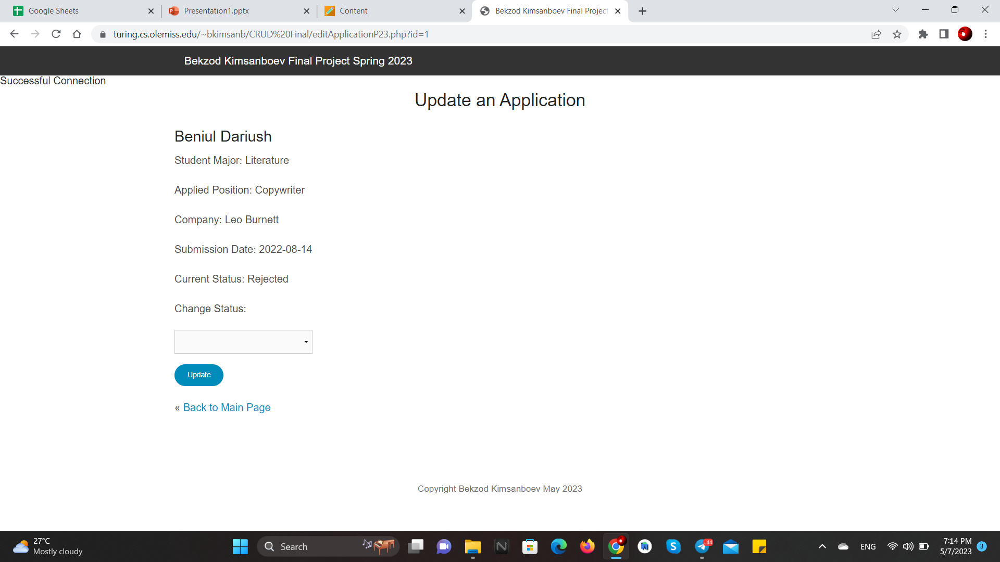 Google Sheets
Presentation1.pptx
Content
Bekzod Kimsanboev Final Project
turing.cs.olemiss.edu/~bkimsanb/CRUD%20Final/editApplicationP23.php?id=1
Bekzod Kimsanboev Final Project Spring 2023
Successful Connection
Update an Application
Beniul Dariush
Student Major: Literature
Applied Position: Copywriter
Company: Leo Burnett
Submission Date: 2022-08-14
Current Status: Rejected
Change Status:
Update
« Back to Main Page
Copyright Bekzod Kimsanboev May 2023
27°C
Mostly cloudy
Search
44
ENG
7:14 PM
5/7/2023
3